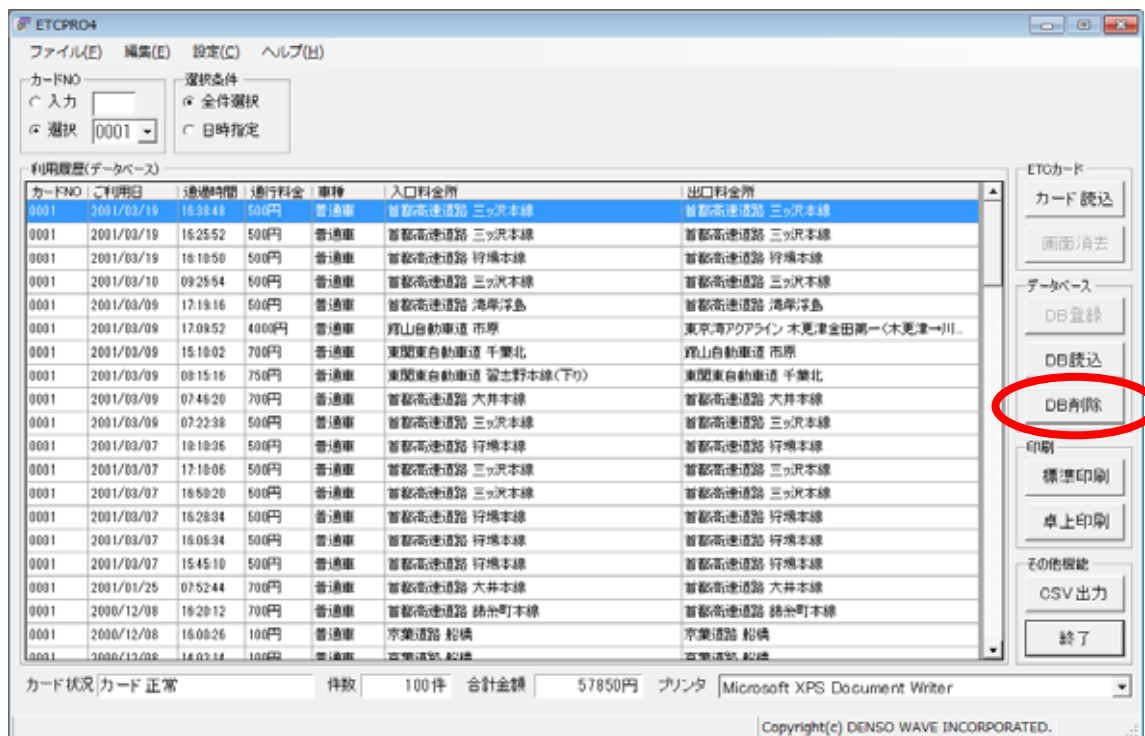 ETCPRO4
ファイル(F) 編集(E) 設定(C) ヘルプ(H)
カードNO 選択条件
入力 全件選択
選択 0001 日時指定
利用履歴(データベース)
カードNO ご利用日 通過時間 通行料金 車種 入口料金所 出口料金所
0001 2001/03/19 16:38:48 500円 普通車 首都高速道路 三ッ沢本線 首都高速道路 三ッ沢本線
0001 2001/03/19 16:25:52 500円 普通車 首都高速道路 三ッ沢本線 首都高速道路 三ッ沢本線
0001 2001/03/19 16:10:50 500円 普通車 首都高速道路 狩場本線 首都高速道路 狩場本線
0001 2001/03/10 09:25:54 500円 普通車 首都高速道路 三ッ沢本線 首都高速道路 三ッ沢本線
0001 2001/03/09 17:19:16 500円 普通車 首都高速道路 湾岸浮島 首都高速道路 湾岸浮島
0001 2001/03/09 17:09:52 4000円 普通車 館山自動車道 市原 東京湾アクアライン 木更津金田第一(木更津→川...
0001 2001/03/09 15:10:02 700円 普通車 東関東自動車道 千葉北 館山自動車道 市原
0001 2001/03/09 08:15:16 750円 普通車 東関東自動車道 習志野本線(下り) 東関東自動車道 千葉北
0001 2001/03/09 07:46:20 700円 普通車 首都高速道路 大井本線 首都高速道路 大井本線
0001 2001/03/09 07:22:38 500円 普通車 首都高速道路 三ッ沢本線 首都高速道路 三ッ沢本線
0001 2001/03/07 18:10:36 500円 普通車 首都高速道路 狩場本線 首都高速道路 狩場本線
0001 2001/03/07 17:10:06 500円 普通車 首都高速道路 三ッ沢本線 首都高速道路 三ッ沢本線
0001 2001/03/07 16:50:20 500円 普通車 首都高速道路 三ッ沢本線 首都高速道路 三ッ沢本線
0001 2001/03/07 16:28:34 500円 普通車 首都高速道路 狩場本線 首都高速道路 狩場本線
0001 2001/03/07 16:06:34 500円 普通車 首都高速道路 狩場本線 首都高速道路 狩場本線
0001 2001/03/07 15:45:10 500円 普通車 首都高速道路 狩場本線 首都高速道路 狩場本線
0001 2001/01/25 07:52:44 700円 普通車 首都高速道路 大井本線 首都高速道路 大井本線
0001 2000/12/08 16:20:12 700円 普通車 首都高速道路 錦糸町本線 首都高速道路 錦糸町本線
0001 2000/12/08 16:00:26 100円 普通車 京葉道路 船橋 京葉道路 船橋
0001 2000/12/08 14:02:14 100円 普通車 京葉道路 船橋 京葉道路 船橋
ETCカード
カード読込
画面消去
データベース
DB登録
DB読込
DB削除
印刷
標準印刷
卓上印刷
その他機能
CSV出力
終了
カード状況 カード正常 件数 100件 合計金額 57850円 プリンタ Microsoft XPS Document Writer
Copyright(c) DENSO WAVE INCORPORATED.